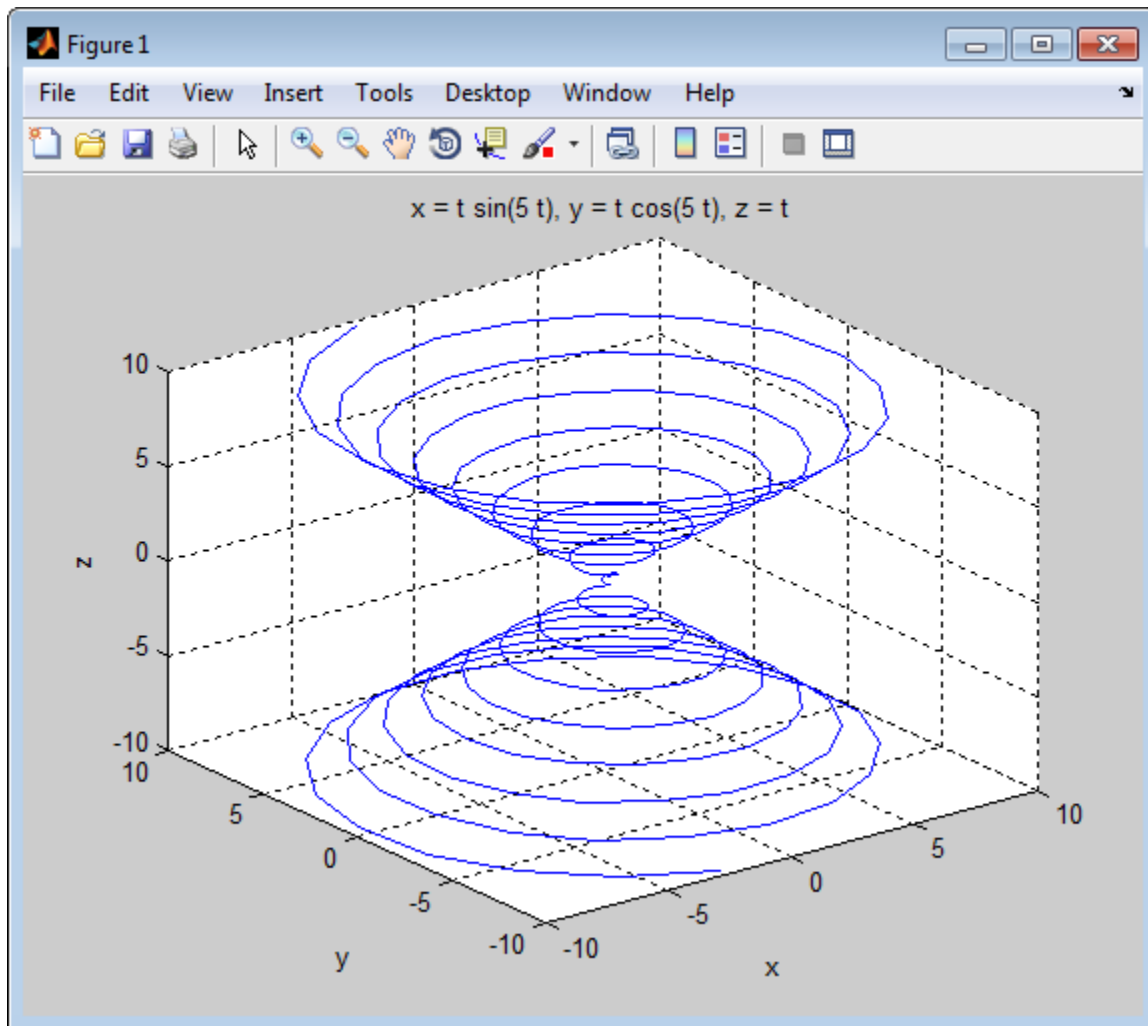 Figure 1
File Edit View Insert Tools Desktop Window Help
x = t sin(5 t), y = t cos(5 t), z = t
10
5
0
-5
-10
z
10
5
0
-5
-10
y
-10
-5
0
5
10
x